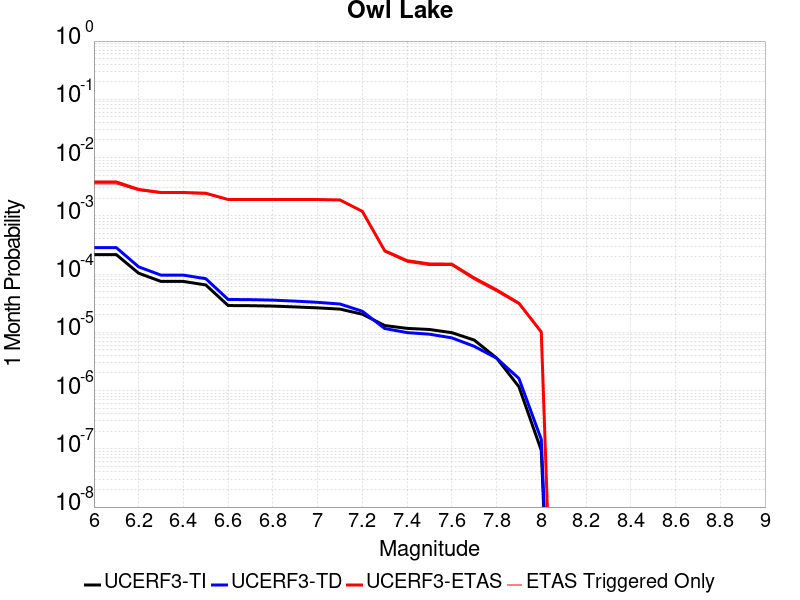 Owl Lake
10^0
10^-1
10^-2
10^-3
10^-4
10^-5
10^-6
10^-7
10^-8
1 Month Probability
6 6.2 6.4 6.6 6.8 7 7.2 7.4 7.6 7.8 8 8.2 8.4 8.6 8.8 9
Magnitude
UCERF3-TI UCERF3-TD UCERF3-ETAS ETAS Triggered Only